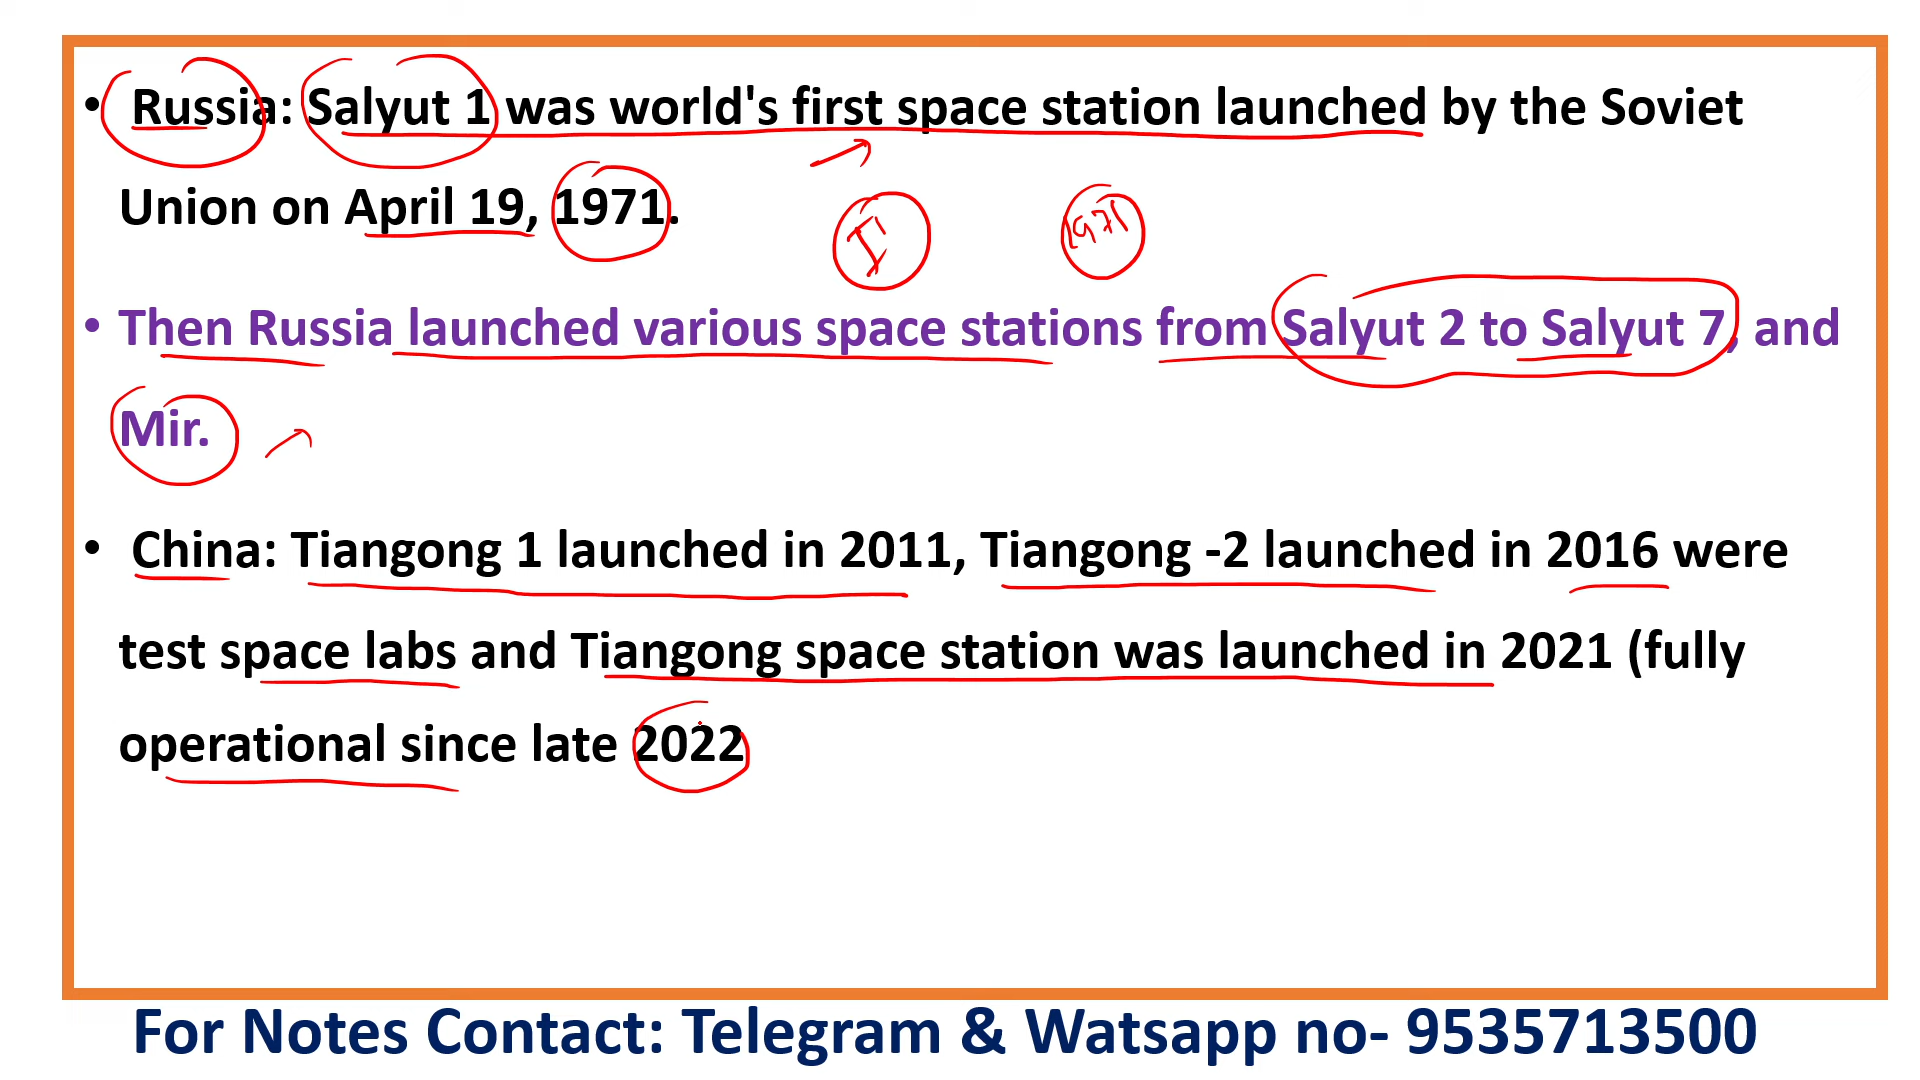 • Russia: Salyut 1 was world's first space station launched by the Soviet
Union on April 19, 1971.
I 1971
• Then Russia launched various space stations from Salyut 2 to Salyut 7, and
Mir.
• China: Tiangong 1 launched in 2011, Tiangong -2 launched in 2016 were
test space labs and Tiangong space station was launched in 2021 (fully
operational since late 2022
For Notes Contact: Telegram & Watsapp no- 9535713500